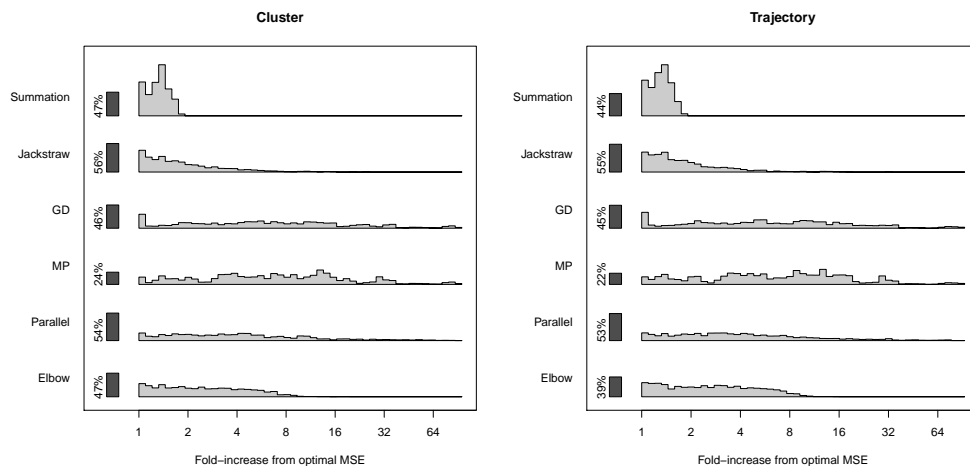 Cluster
Summation
47%
Jackstraw
56%
GD
46%
MP
24%
Parallel
54%
Elbow
47%
1 2 4 8 16 32 64
Fold−increase from optimal MSE
Trajectory
Summation
44%
Jackstraw
55%
GD
45%
MP
22%
Parallel
53%
Elbow
39%
1 2 4 8 16 32 64
Fold−increase from optimal MSE